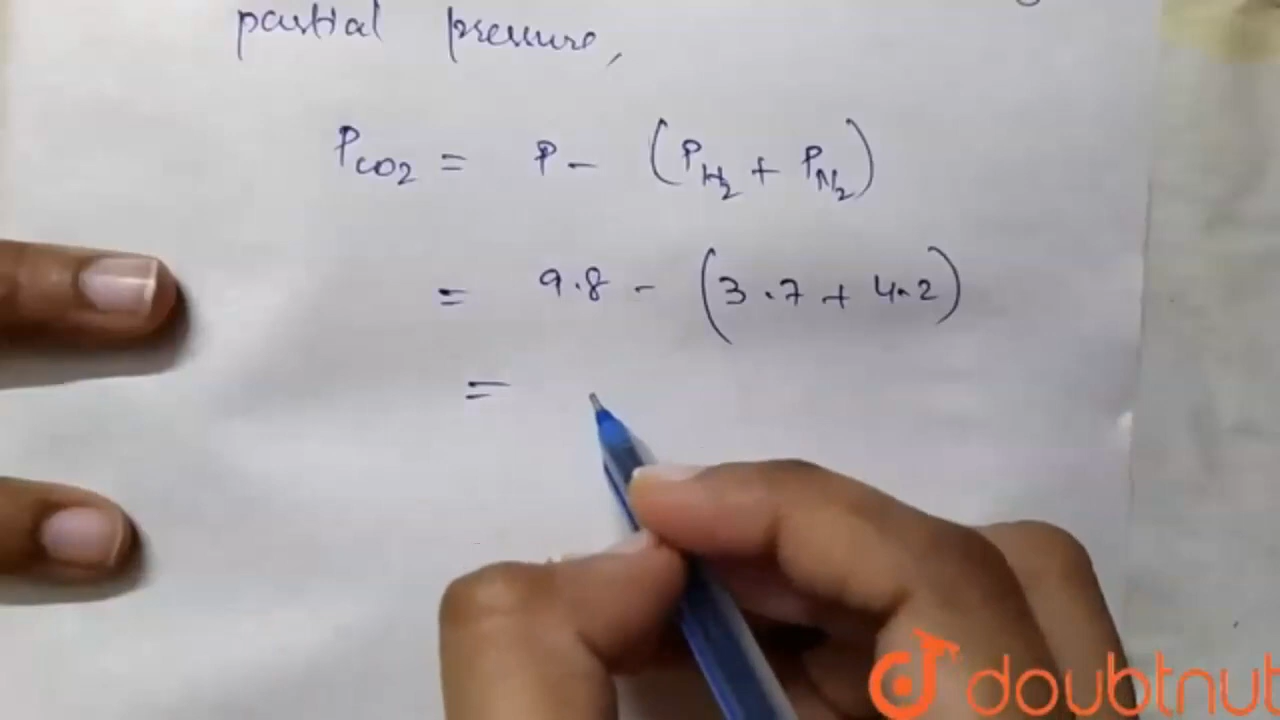 partial pressure,
P_CO2 = P - (P_H2 + P_N2)
= 9.8 - (3.7 + 4.2)
=
doubtnut